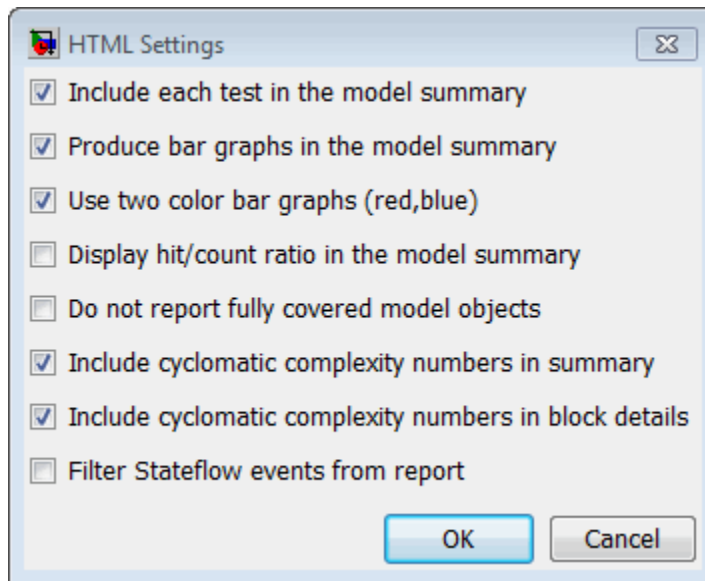 HTML Settings
Include each test in the model summary
Produce bar graphs in the model summary
Use two color bar graphs (red,blue)
Display hit/count ratio in the model summary
Do not report fully covered model objects
Include cyclomatic complexity numbers in summary
Include cyclomatic complexity numbers in block details
Filter Stateflow events from report
OK Cancel